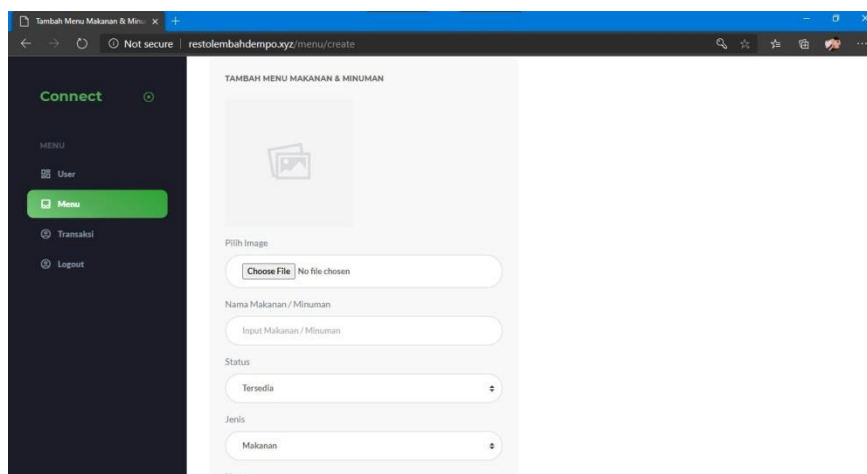 Tambah Menu Makanan & Minu
Not secure | restolembahdempo.xyz/menu/create
Connect
MENU
User
Menu
Transaksi
Logout
TAMBAH MENU MAKANAN & MINUMAN
Pilih Image
Choose File No file chosen
Nama Makanan / Minuman
Input Makanan / Minuman
Status
Tersedia
Jenis
Makanan